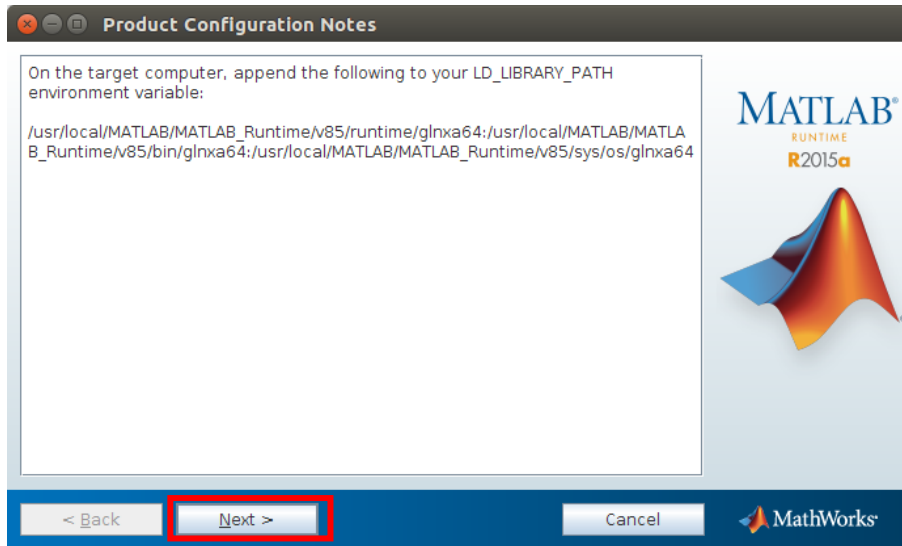 Product Configuration Notes
On the target computer, append the following to your LD_LIBRARY_PATH
environment variable:
/usr/local/MATLAB/MATLAB_Runtime/v85/runtime/glnxa64:/usr/local/MATLAB/MATLA
B_Runtime/v85/bin/glnxa64:/usr/local/MATLAB/MATLAB_Runtime/v85/sys/os/glnxa64
MATLAB®
RUNTIME
R2015a
< Back
Next >
Cancel
MathWorks